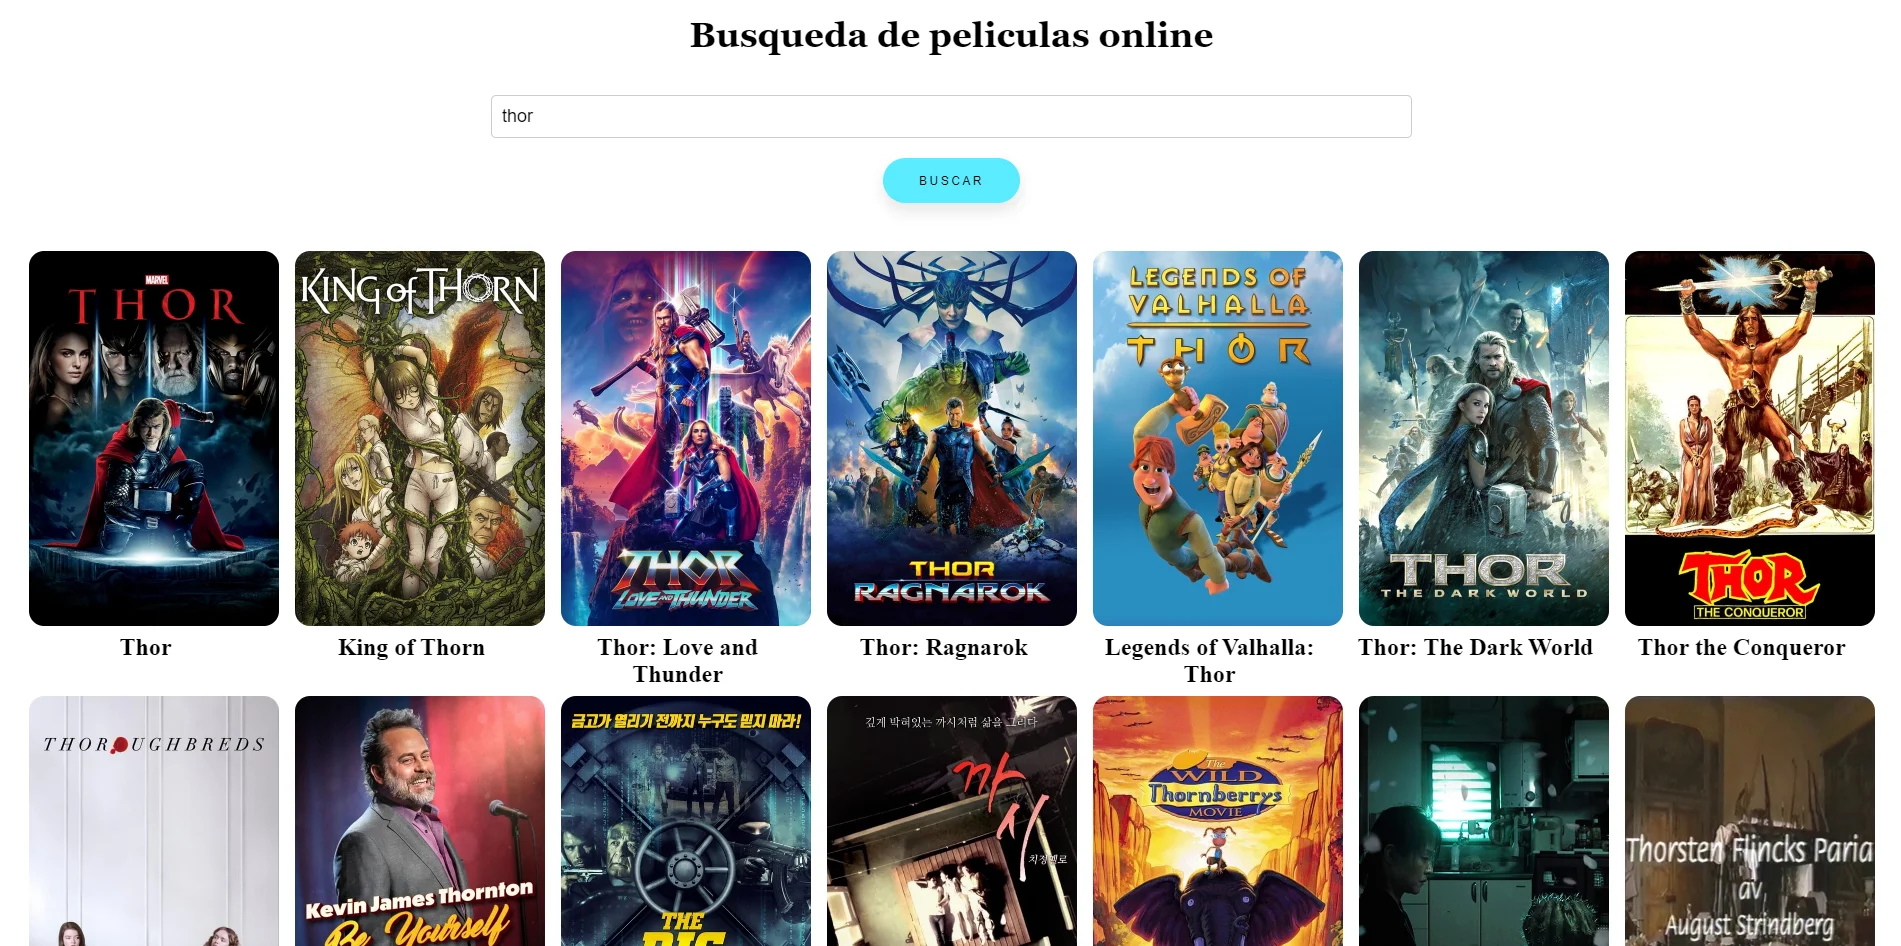 Busqueda de peliculas online
thor
BUSCAR
MARVEL
THOR
KING of THORN
THOR
LOVE AND THUNDER
THOR
RAGNAROK
LEGENDS OF
VALHALLA
THOR
THOR
THE DARK WORLD
THOR
THE CONQUEROR
Thor
King of Thorn
Thor: Love and
Thunder
Thor: Ragnarok
Legends of Valhalla:
Thor
Thor: The Dark World
Thor the Conqueror
THOROUGHBREDS
Kevin James Thornton
Be Yourself
금고가 열리기 전까지 누구도 믿지 마라!
THE
BIG
깊게 박혀있는 까시처럼 삶을 그리다
까시
치정멜로
The
WILD
Thornberrys
MOVIE
Thorsten Flincks Paria
av
August Strindberg